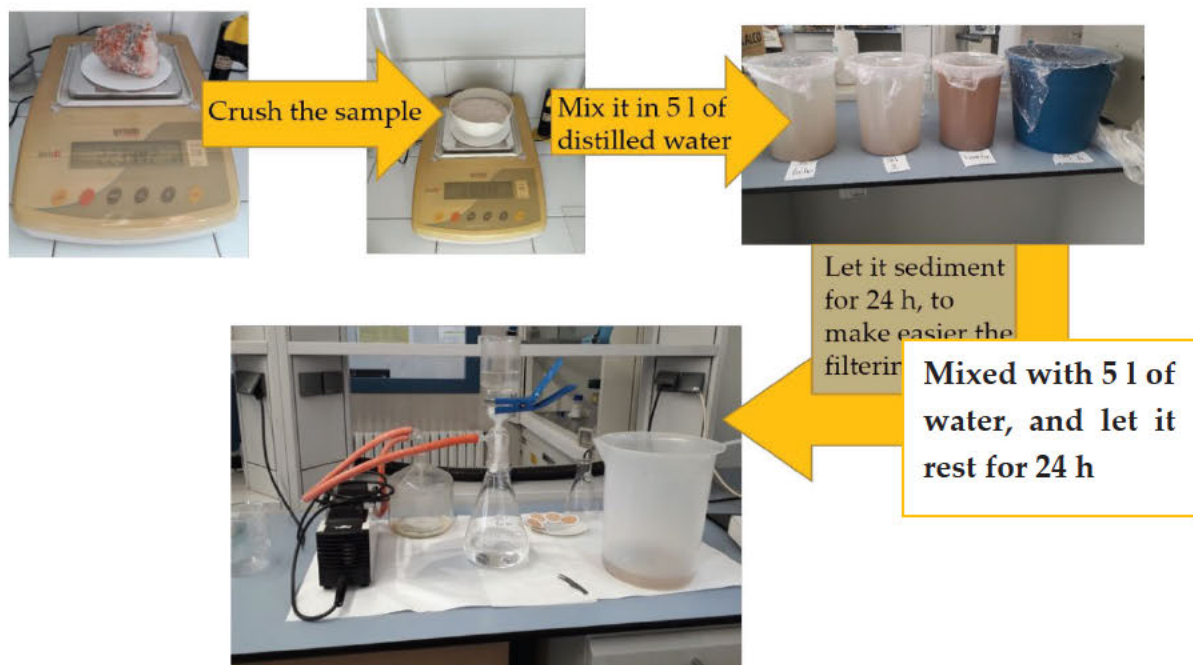 Crush the sample
Mix it in 5 l of
distilled water
Let it sediment
for 24 h, to
make easier the
Mixed with 5 l of
water, and let it
rest for 24 h